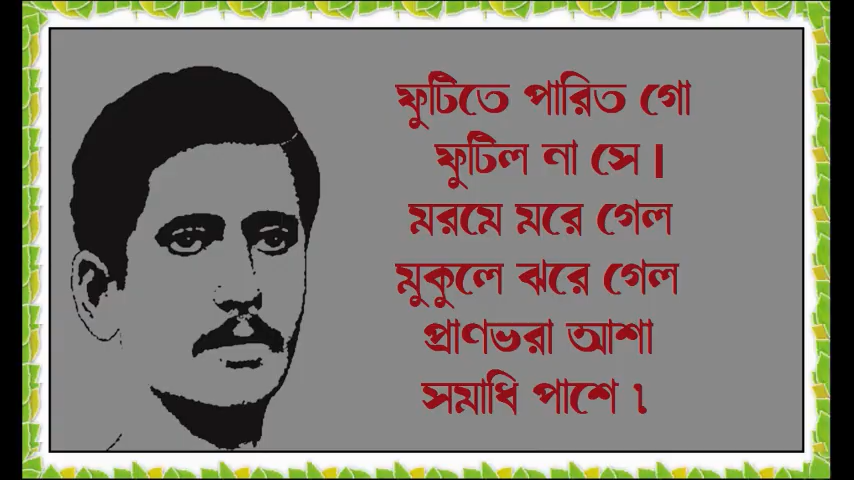 ফুটিতে পারিত গো
ফুটিল না সে ।
মরমে মরে গেল
মুকুলে ঝরে গেল
প্রাণভরা আশা
সমাধি পাশে ৷